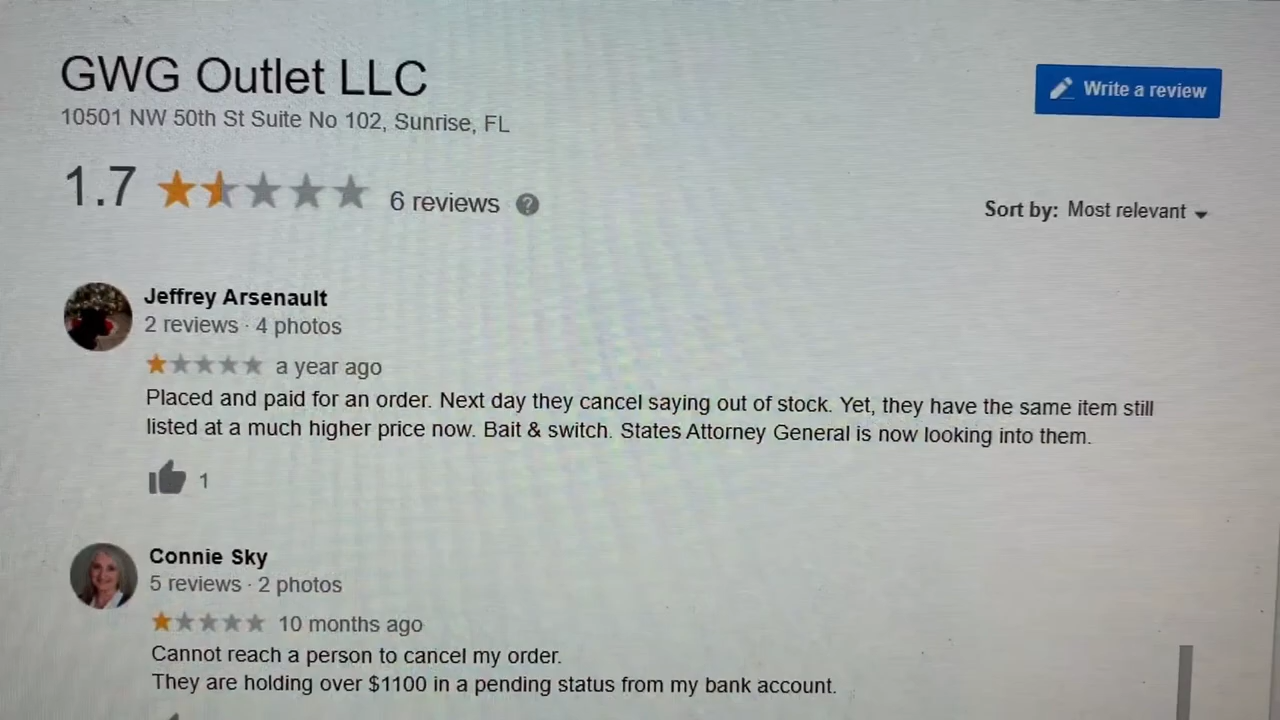 GWG Outlet LLC
Write a review
10501 NW 50th St Suite No 102, Sunrise, FL
1.7 6 reviews ?
Sort by: Most relevant
Jeffrey Arsenault
2 reviews · 4 photos
a year ago
Placed and paid for an order. Next day they cancel saying out of stock. Yet, they have the same item still
listed at a much higher price now. Bait & switch. States Attorney General is now looking into them.
1
Connie Sky
5 reviews · 2 photos
10 months ago
Cannot reach a person to cancel my order.
They are holding over $1100 in a pending status from my bank account.